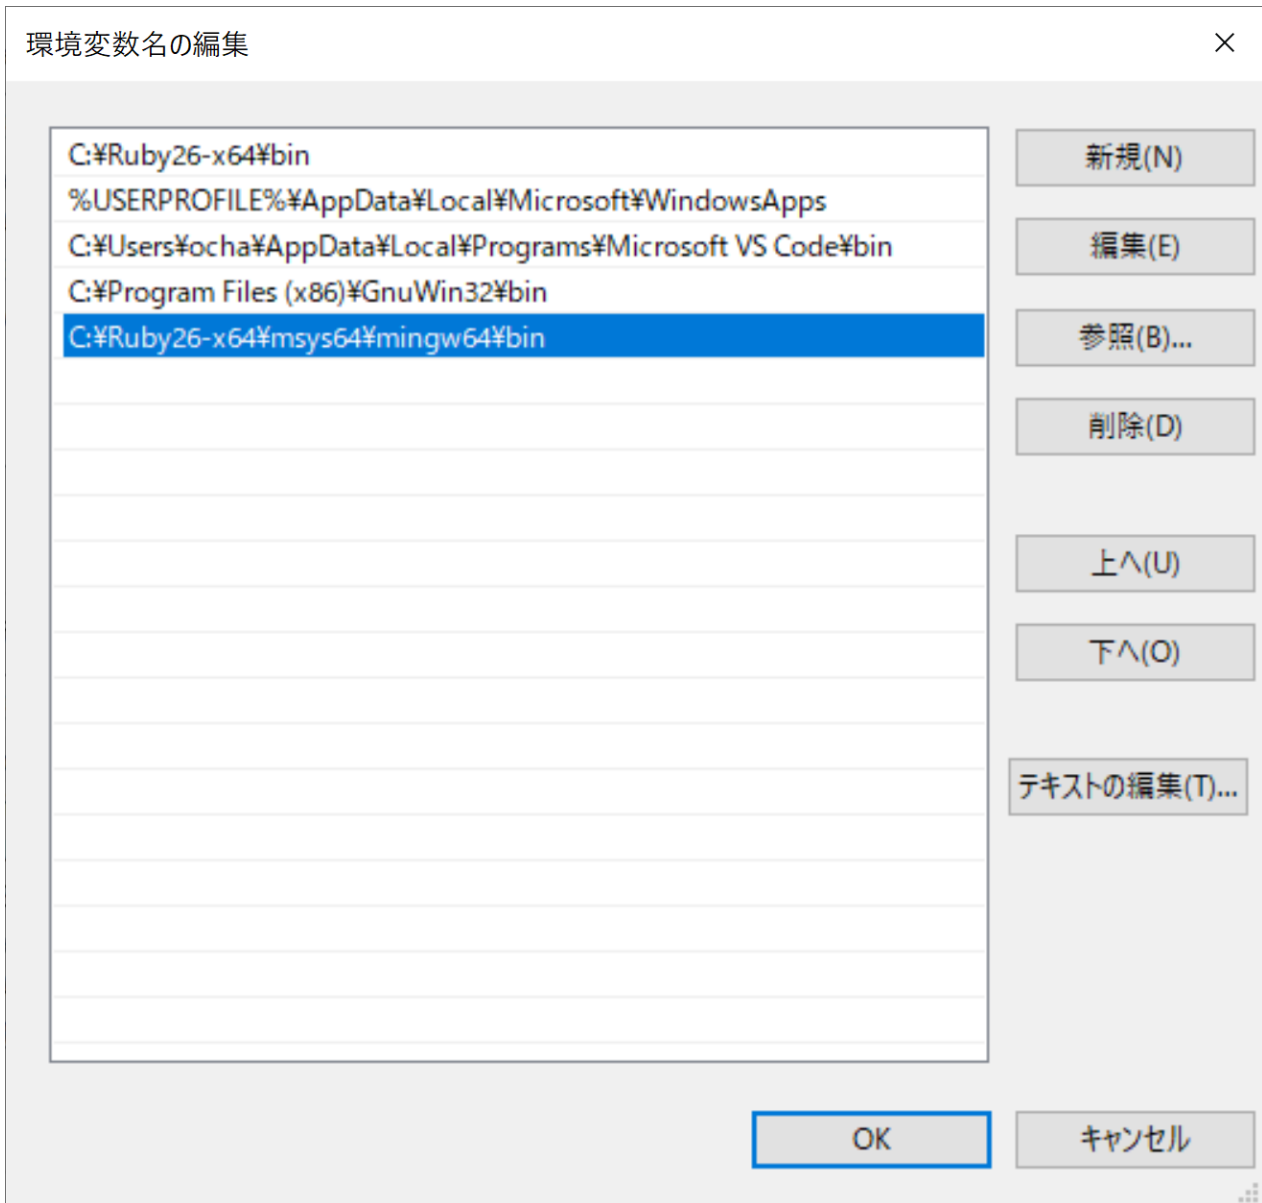 環境変数名の編集
C:¥Ruby26-x64¥bin
%USERPROFILE%¥AppData¥Local¥Microsoft¥WindowsApps
C:¥Users¥ocha¥AppData¥Local¥Programs¥Microsoft VS Code¥bin
C:¥Program Files (x86)¥GnuWin32¥bin
C:¥Ruby26-x64¥msys64¥mingw64¥bin
新規(N)
編集(E)
参照(B)...
削除(D)
上へ(U)
下へ(O)
テキストの編集(T)...
OK
キャンセル